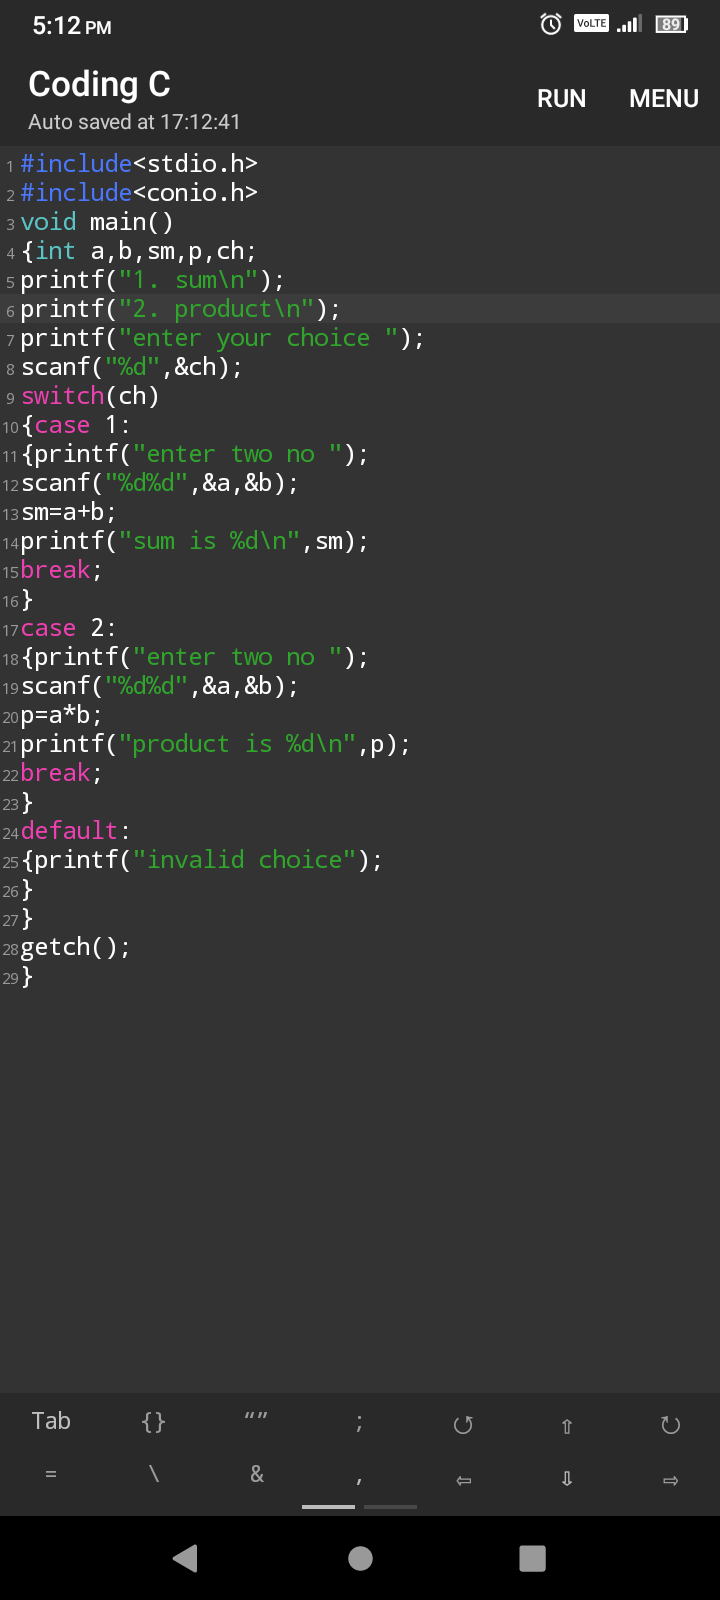 5:12 PM VoLTE 89
Coding C
RUN MENU
Auto saved at 17:12:41
1 #include<stdio.h>
2 #include<conio.h>
3 void main()
4 {int a,b,sm,p,ch;
5 printf("1. sum\n");
6 printf("2. product\n");
7 printf("enter your choice ");
8 scanf("%d",&ch);
9 switch(ch)
10 {case 1:
11 {printf("enter two no ");
12 scanf("%d%d",&a,&b);
13 sm=a+b;
14 printf("sum is %d\n",sm);
15 break;
16 }
17 case 2:
18 {printf("enter two no ");
19 scanf("%d%d",&a,&b);
20 p=a*b;
21 printf("product is %d\n",p);
22 break;
23 }
24 default:
25 {printf("invalid choice");
26 }
27 }
28 getch();
29 }
Tab {} “” ; ↺ ⇧ ↻
= \ & , ⇦ ⇩ ⇨